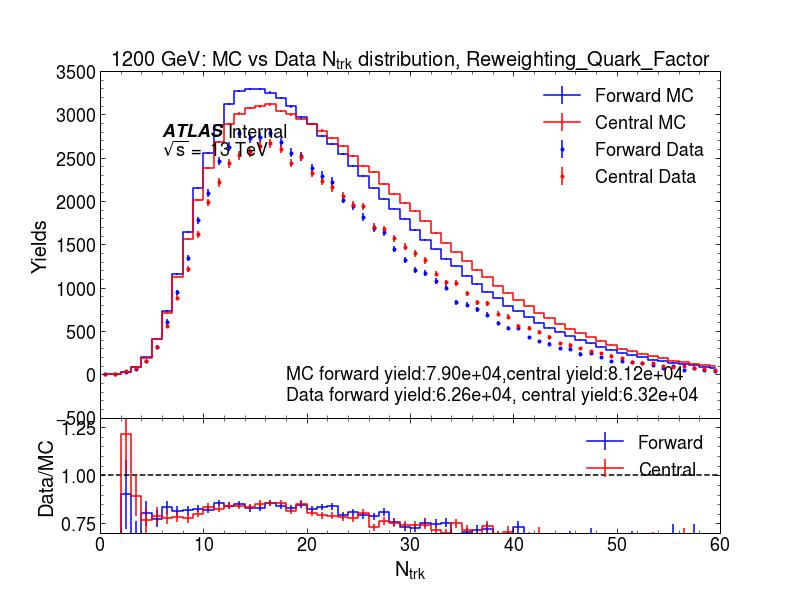 1200 GeV: MC vs Data Ntrk distribution, Reweighting_Quark_Factor
3500
3000
2500
2000
1500
1000
500
0
−500
Yields
ATLAS Internal
√s = 13 TeV
Forward MC
Central MC
Forward Data
Central Data
MC forward yield:7.90e+04,central yield:8.12e+04
Data forward yield:6.26e+04, central yield:6.32e+04
1.25
1.00
0.75
Data/MC
Forward
Central
0 10 20 30 40 50 60
Ntrk